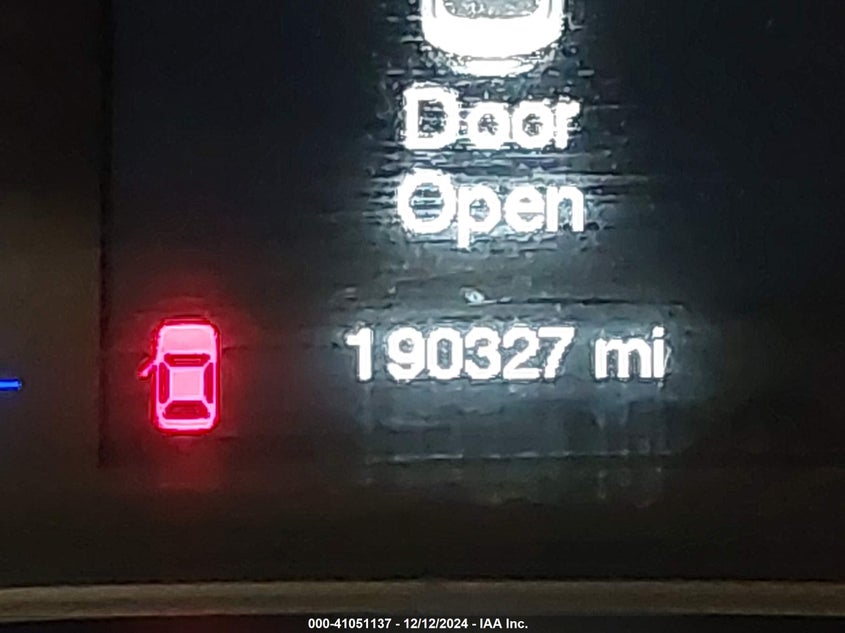 Door
Open
190327 mi
000-41051137 - 12/12/2024 - IAA Inc.